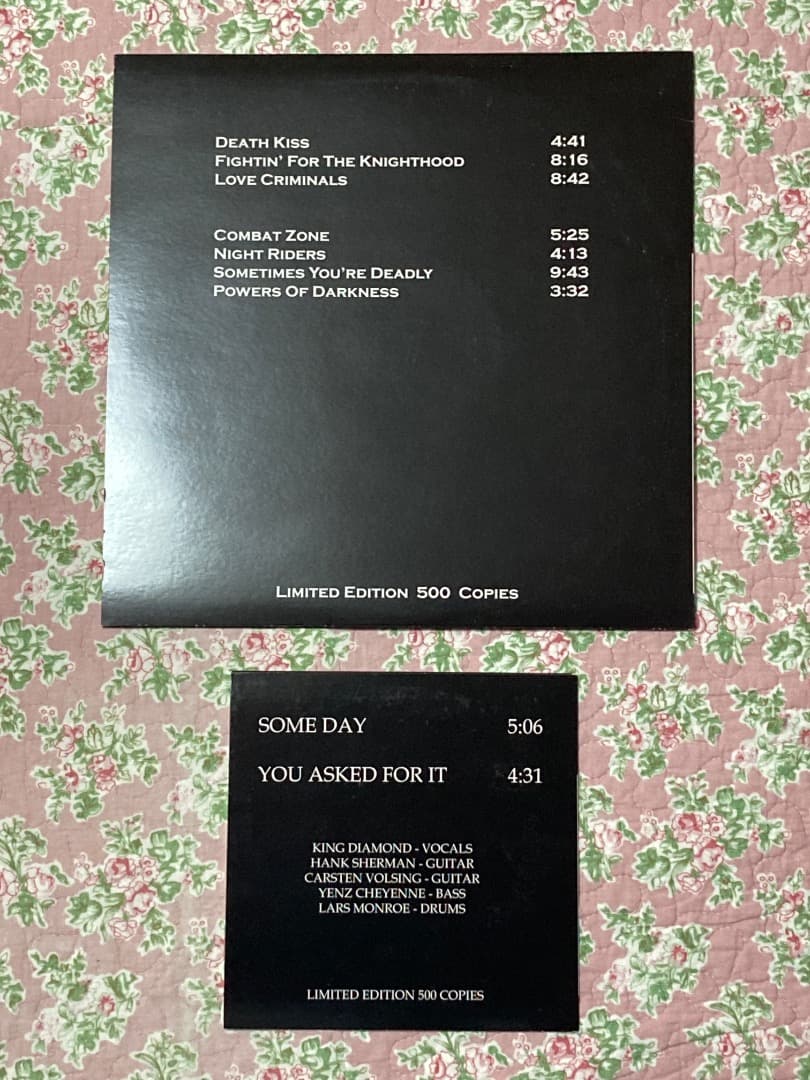 DEATH KISS 4:41
FIGHTIN' FOR THE KNIGHTHOOD 8:16
LOVE CRIMINALS 8:42
COMBAT ZONE 5:25
NIGHT RIDERS 4:13
SOMETIMES YOU'RE DEADLY 9:43
POWERS OF DARKNESS 3:32
LIMITED EDITION 500 COPIES
SOME DAY 5:06
YOU ASKED FOR IT 4:31
KING DIAMOND - VOCALS
HANK SHERMAN - GUITAR
CARSTEN VOLSING - GUITAR
YENZ CHEYENNE - BASS
LARS MONROE - DRUMS
LIMITED EDITION 500 COPIES